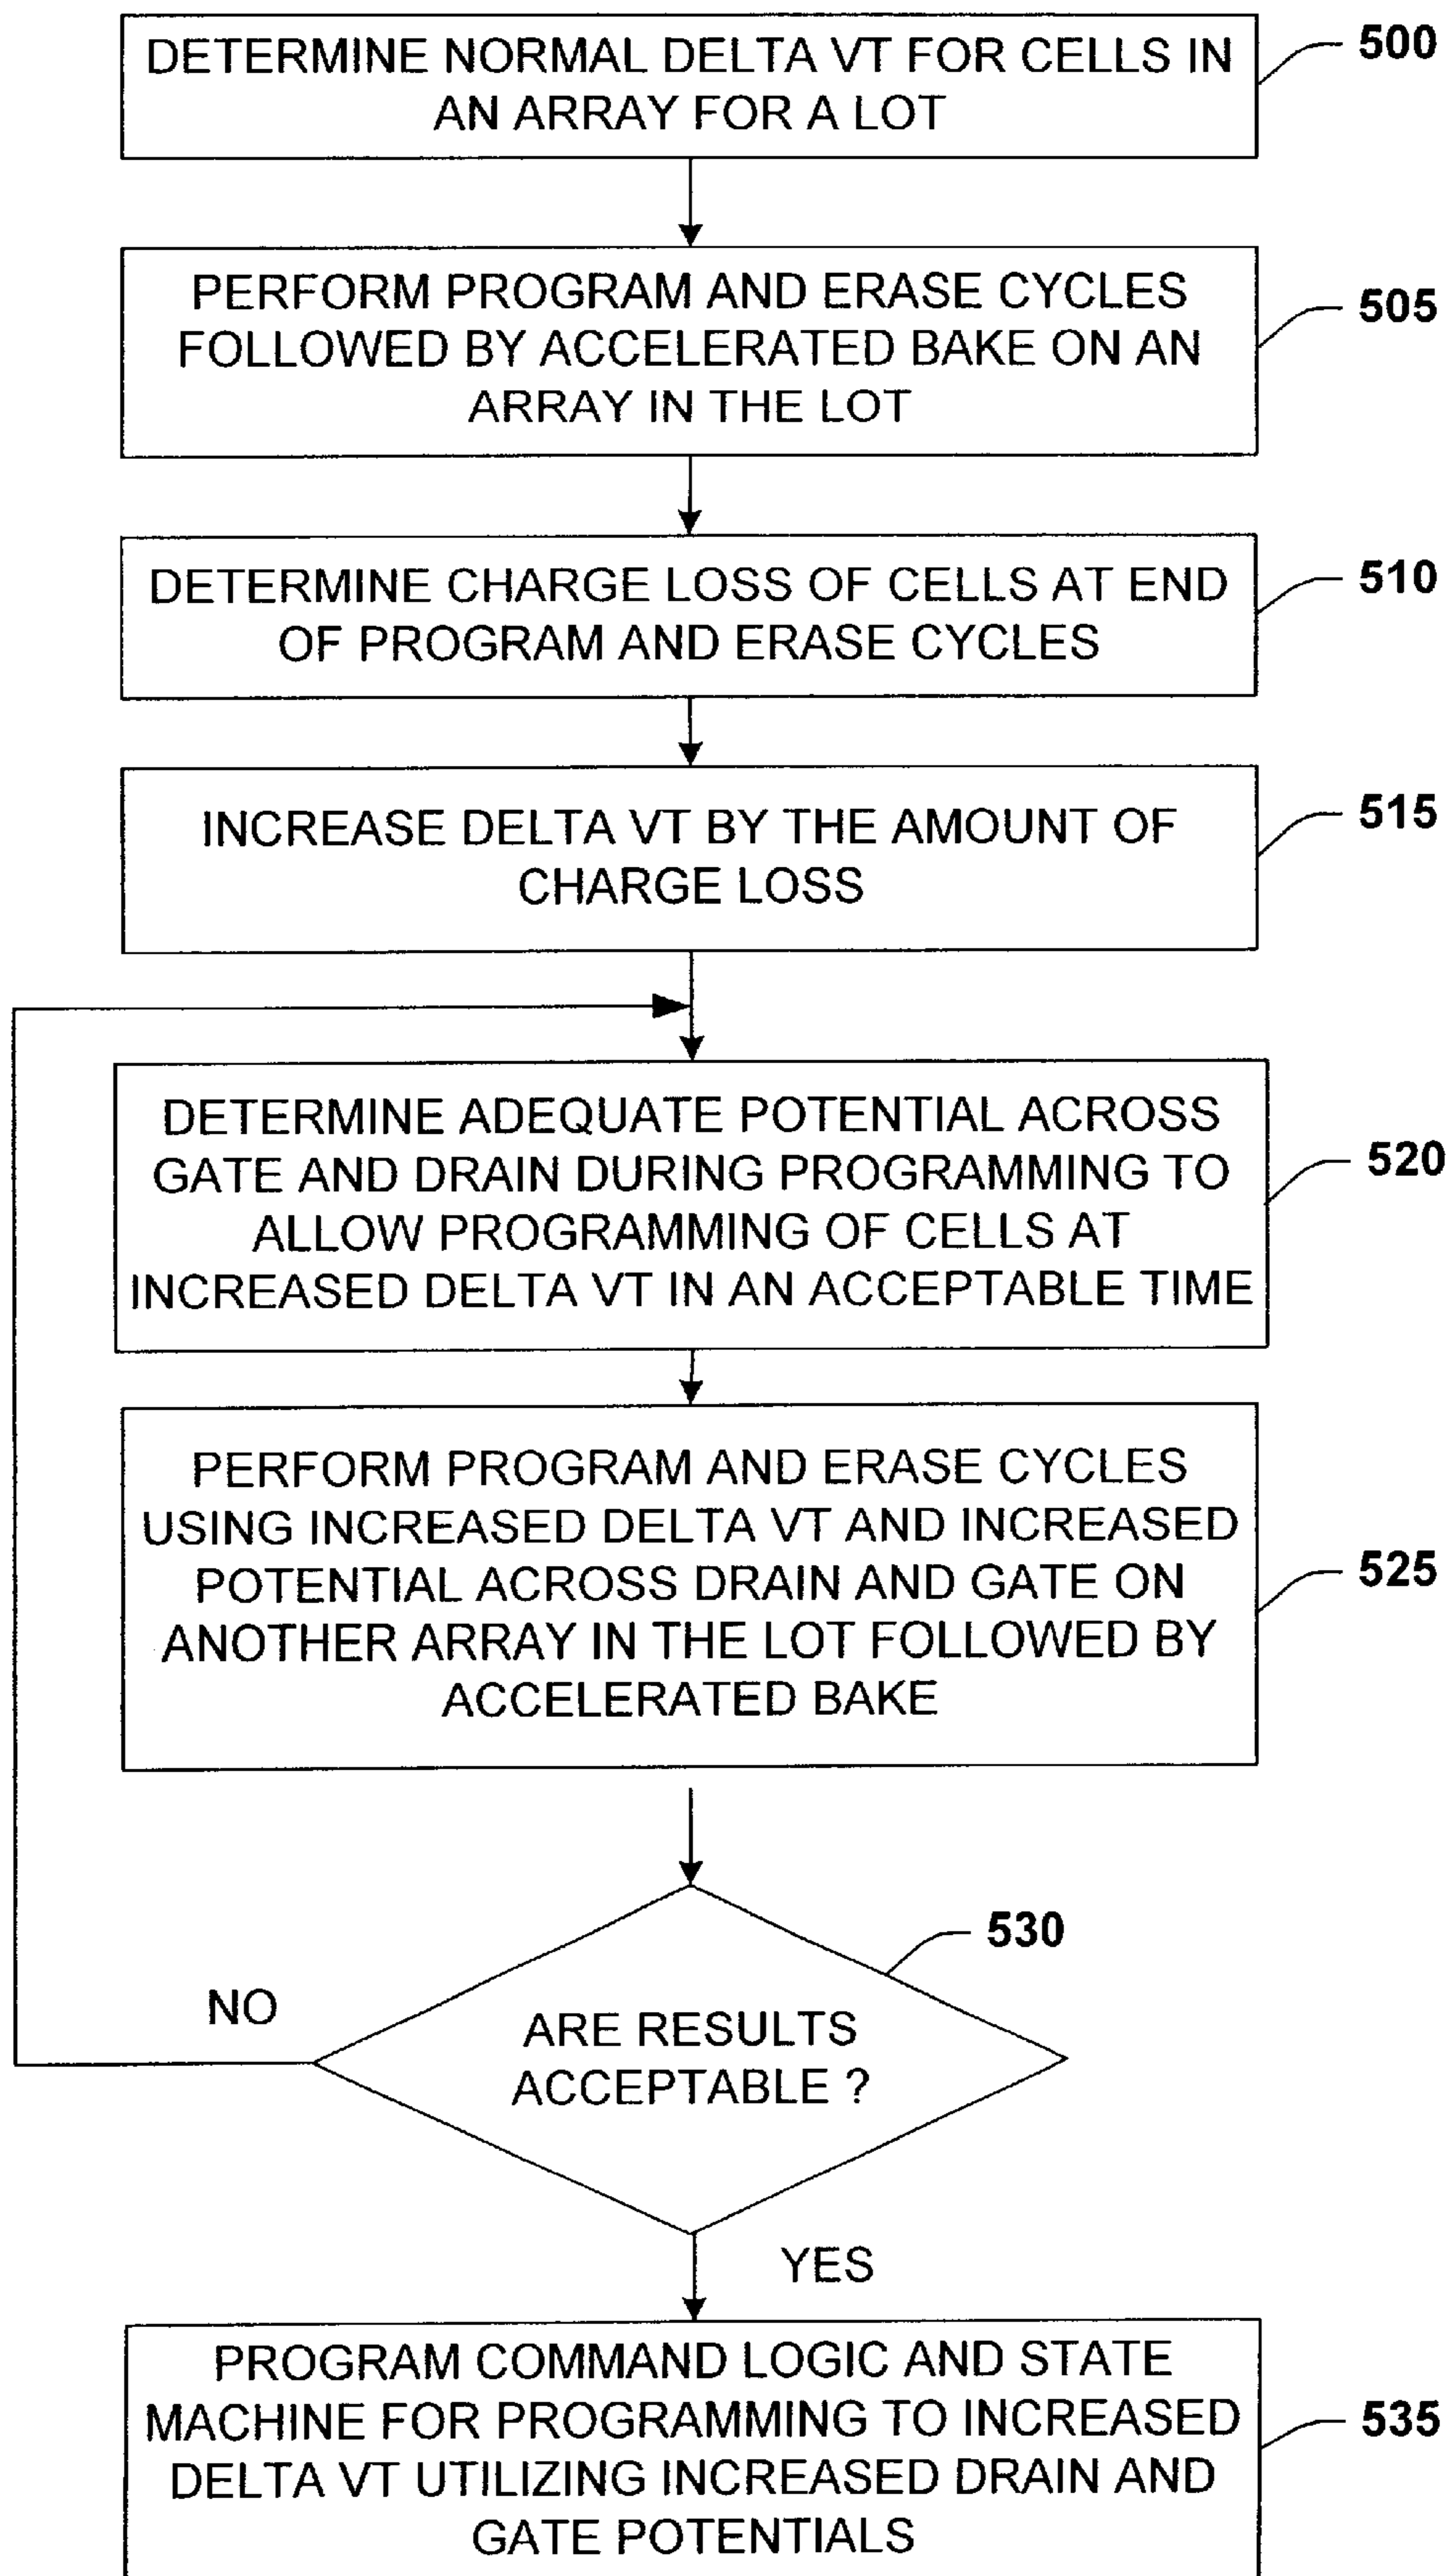 DETERMINE NORMAL DELTA VT FOR CELLS IN
AN ARRAY FOR A LOT
500
PERFORM PROGRAM AND ERASE CYCLES
FOLLOWED BY ACCELERATED BAKE ON AN
ARRAY IN THE LOT
505
DETERMINE CHARGE LOSS OF CELLS AT END
OF PROGRAM AND ERASE CYCLES
510
INCREASE DELTA VT BY THE AMOUNT OF
CHARGE LOSS
515
DETERMINE ADEQUATE POTENTIAL ACROSS
GATE AND DRAIN DURING PROGRAMMING TO
ALLOW PROGRAMMING OF CELLS AT
INCREASED DELTA VT IN AN ACCEPTABLE TIME
520
PERFORM PROGRAM AND ERASE CYCLES
USING INCREASED DELTA VT AND INCREASED
POTENTIAL ACROSS DRAIN AND GATE ON
ANOTHER ARRAY IN THE LOT FOLLOWED BY
ACCELERATED BAKE
525
530
NO
ARE RESULTS
ACCEPTABLE ?
YES
PROGRAM COMMAND LOGIC AND STATE
MACHINE FOR PROGRAMMING TO INCREASED
DELTA VT UTILIZING INCREASED DRAIN AND
GATE POTENTIALS
535